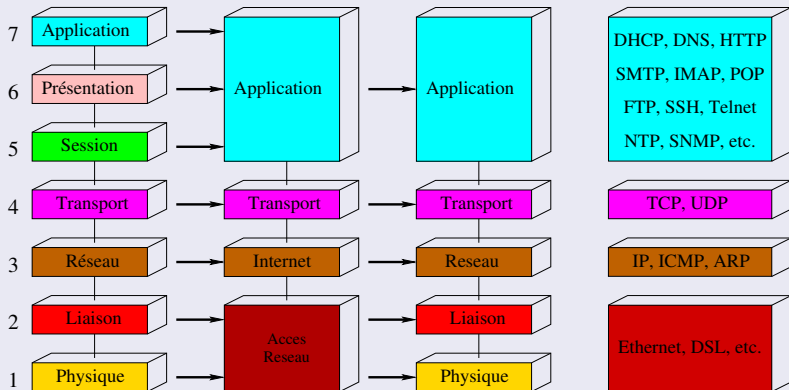 7 Application
6 Présentation
5 Session
4 Transport
3 Réseau
2 Liaison
1 Physique
Application
Transport
Internet
Acces
Reseau
Application
Transport
Reseau
Liaison
Physique
DHCP, DNS, HTTP
SMTP, IMAP, POP
FTP, SSH, Telnet
NTP, SNMP, etc.
TCP, UDP
IP, ICMP, ARP
Ethernet, DSL, etc.